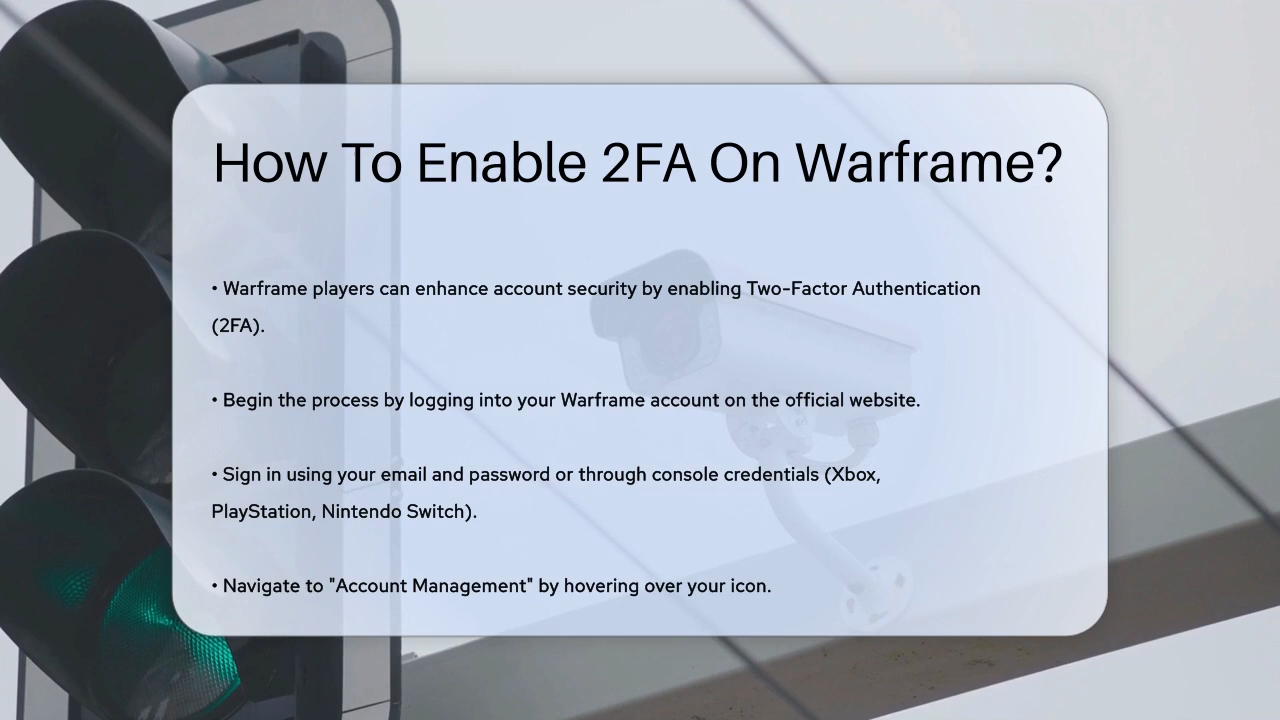 How To Enable 2FA On Warframe?
• Warframe players can enhance account security by enabling Two-Factor Authentication
(2FA).
• Begin the process by logging into your Warframe account on the official website.
• Sign in using your email and password or through console credentials (Xbox,
PlayStation, Nintendo Switch).
• Navigate to "Account Management" by hovering over your icon.